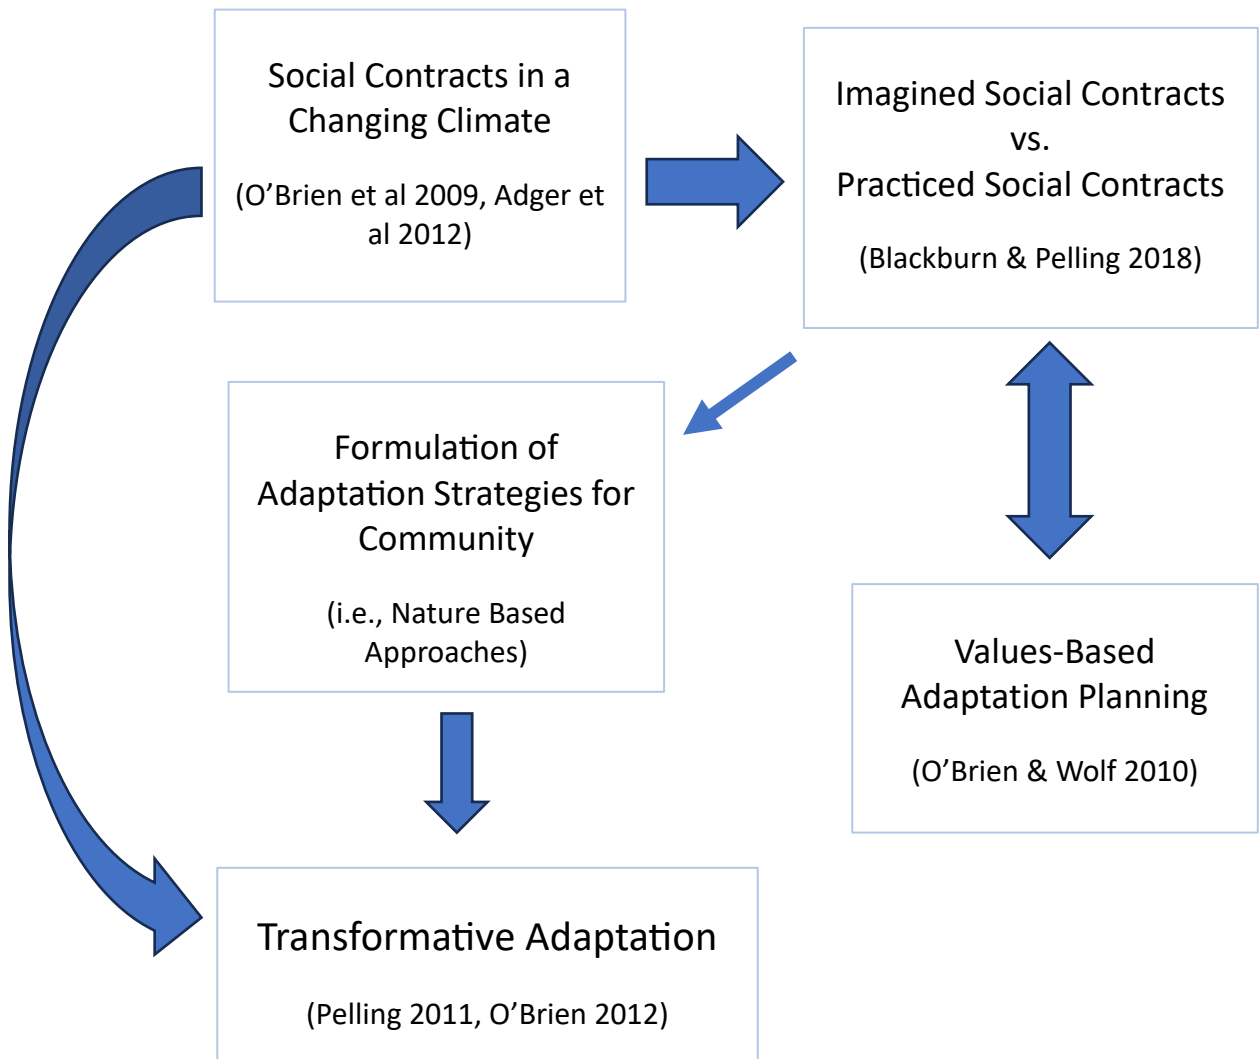 Social Contracts in a
Changing Climate
(O’Brien et al 2009, Adger et
al 2012)
Imagined Social Contracts
vs.
Practiced Social Contracts
(Blackburn & Pelling 2018)
Formulation of
Adaptation Strategies for
Community
(i.e., Nature Based
Approaches)
Values-Based
Adaptation Planning
(O’Brien & Wolf 2010)
Transformative Adaptation
(Pelling 2011, O’Brien 2012)